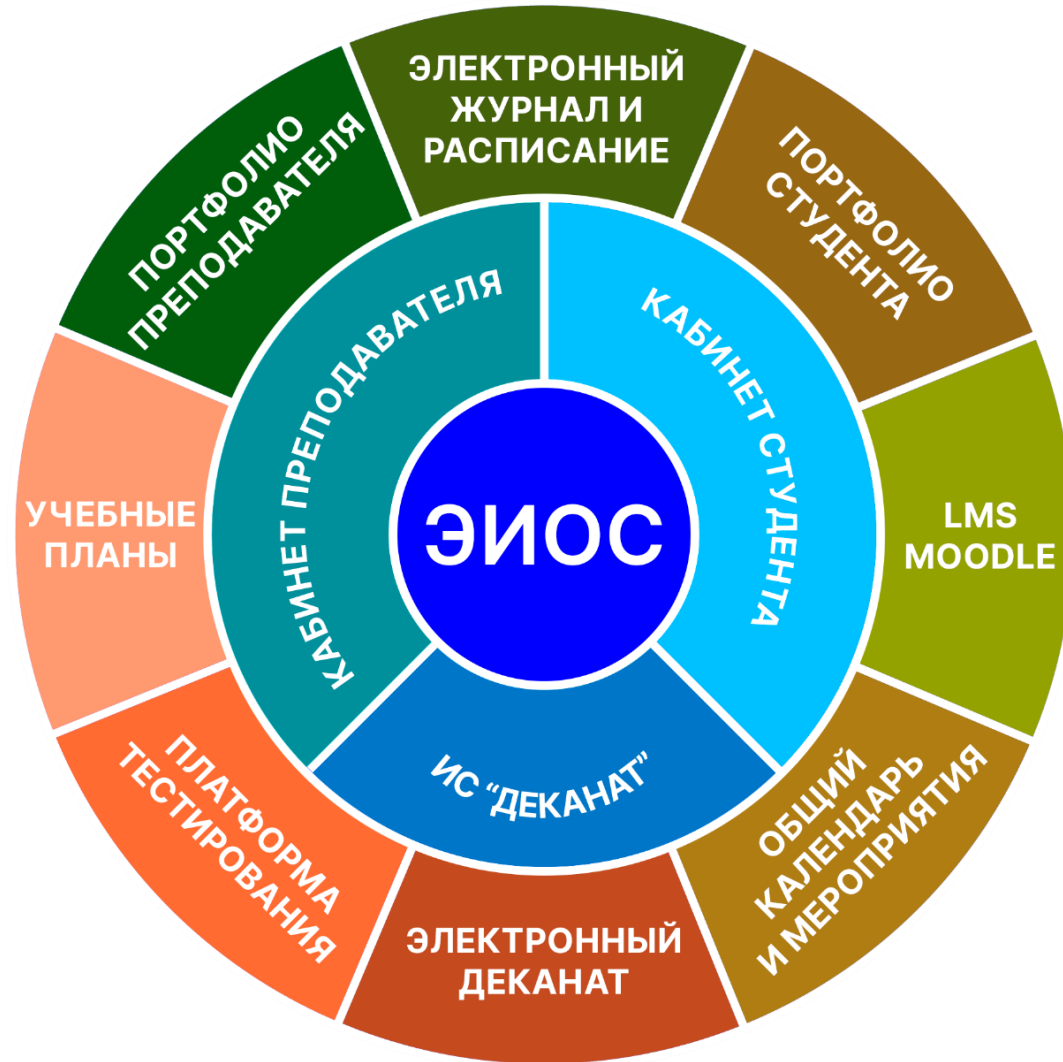 ЭЛЕКТРОННЫЙ
ЖУРНАЛ И
РАСПИСАНИЕ
ПОРТФОЛИО
СТУДЕНТА
LMS
MOODLE
ОБЩИЙ
КАЛЕНДАРЬ
И МЕРОПРИЯТИЯ
ЭЛЕКТРОННЫЙ
ДЕКАНАТ
ПЛАТФОРМА
ТЕСТИРОВАНИЯ
УЧЕБНЫЕ
ПЛАНЫ
ПОРТФОЛИО
ПРЕПОДАВАТЕЛЯ
КАБИНЕТ ПРЕПОДАВАТЕЛЯ
КАБИНЕТ СТУДЕНТА
ИС “ДЕКАНАТ”
ЭИОС